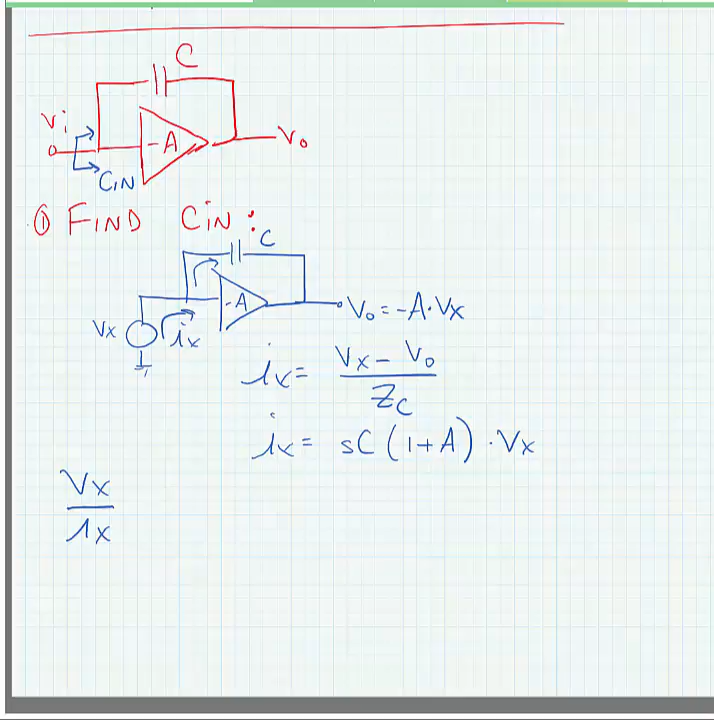 C
Vi
-A
Vo
CIN
① FIND CIN:
C
-A
Vo = -A·Vx
Vx
ix
ix = Vx - Vo / Zc
ix = sC (1+A) · Vx
Vx / ix